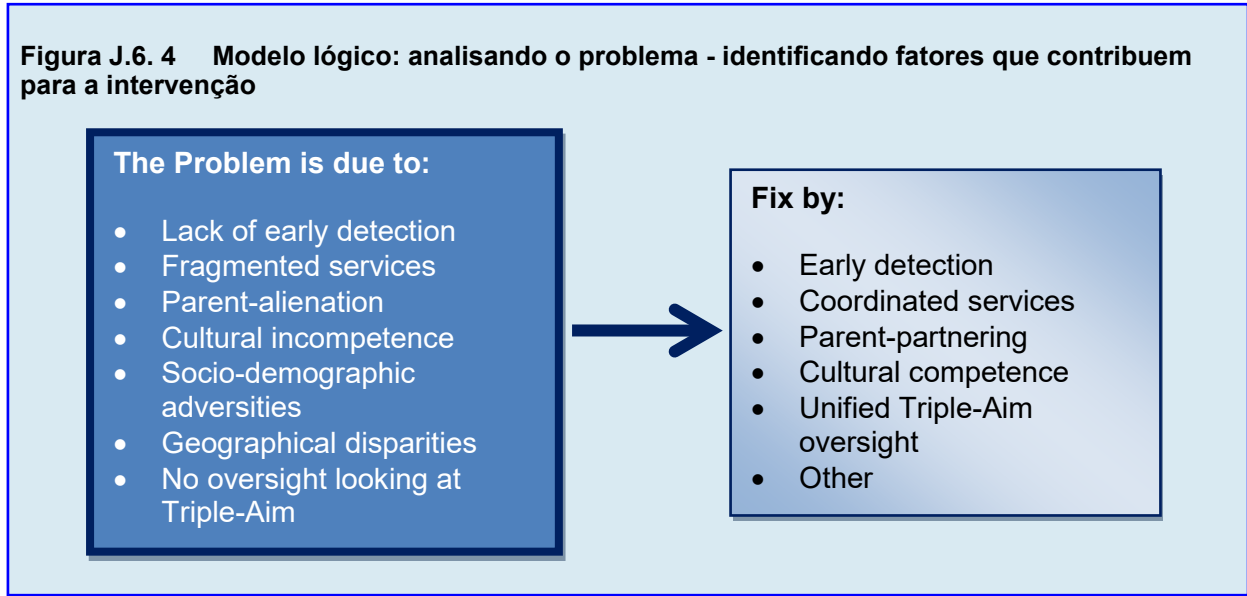 Figura J.6. 4 Modelo lógico: analisando o problema - identificando fatores que contribuem
para a intervenção
The Problem is due to:
• Lack of early detection
• Fragmented services
• Parent-alienation
• Cultural incompetence
• Socio-demographic
adversities
• Geographical disparities
• No oversight looking at
Triple-Aim
Fix by:
• Early detection
• Coordinated services
• Parent-partnering
• Cultural competence
• Unified Triple-Aim
oversight
• Other